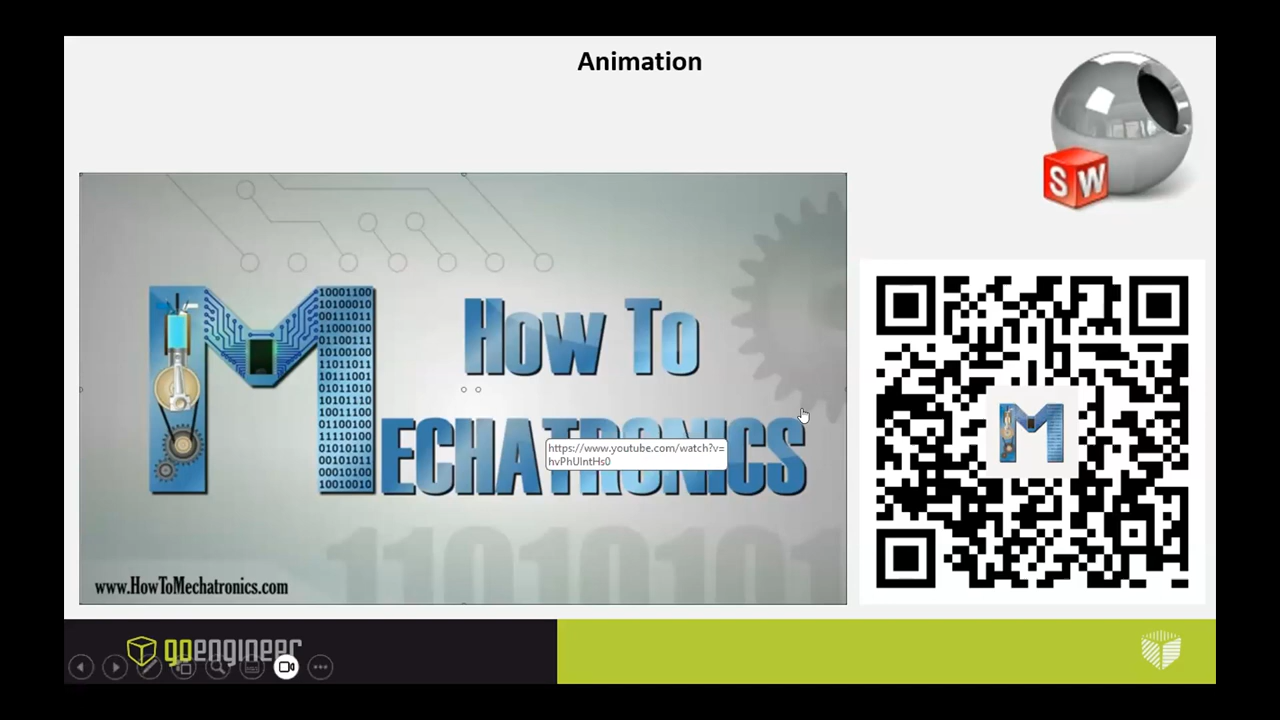 Animation
SW
10001100
10100010
00111011
11000100
01100111
10100100
11011011
10111001
01011010
10101110
10011100
01100100
11110100
01010110
00101011
00010100
10010010
How To
MECHATRONICS
https://www.youtube.com/watch?v=
hvPhUlntHs0
11010101
www.HowToMechatronics.com
goengineer